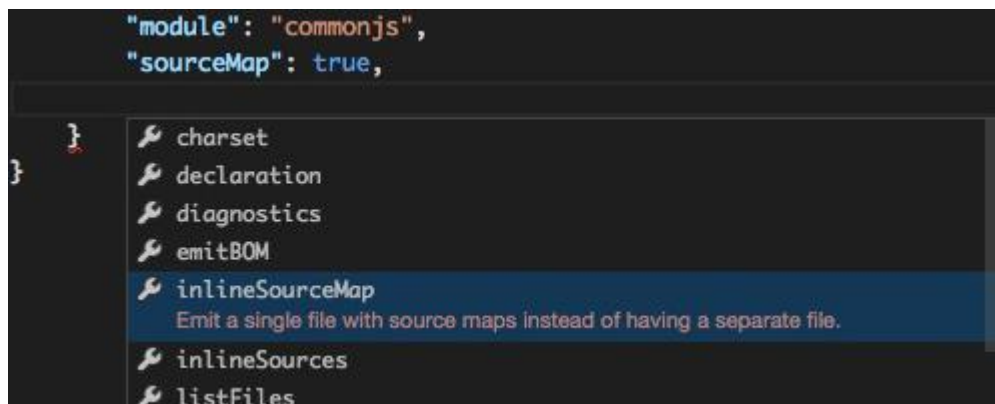 "module": "commonjs",
"sourceMap": true,
} charset
} declaration
diagnostics
emitBOM
inlineSourceMap
Emit a single file with source maps instead of having a separate file.
inlineSources
listFiles